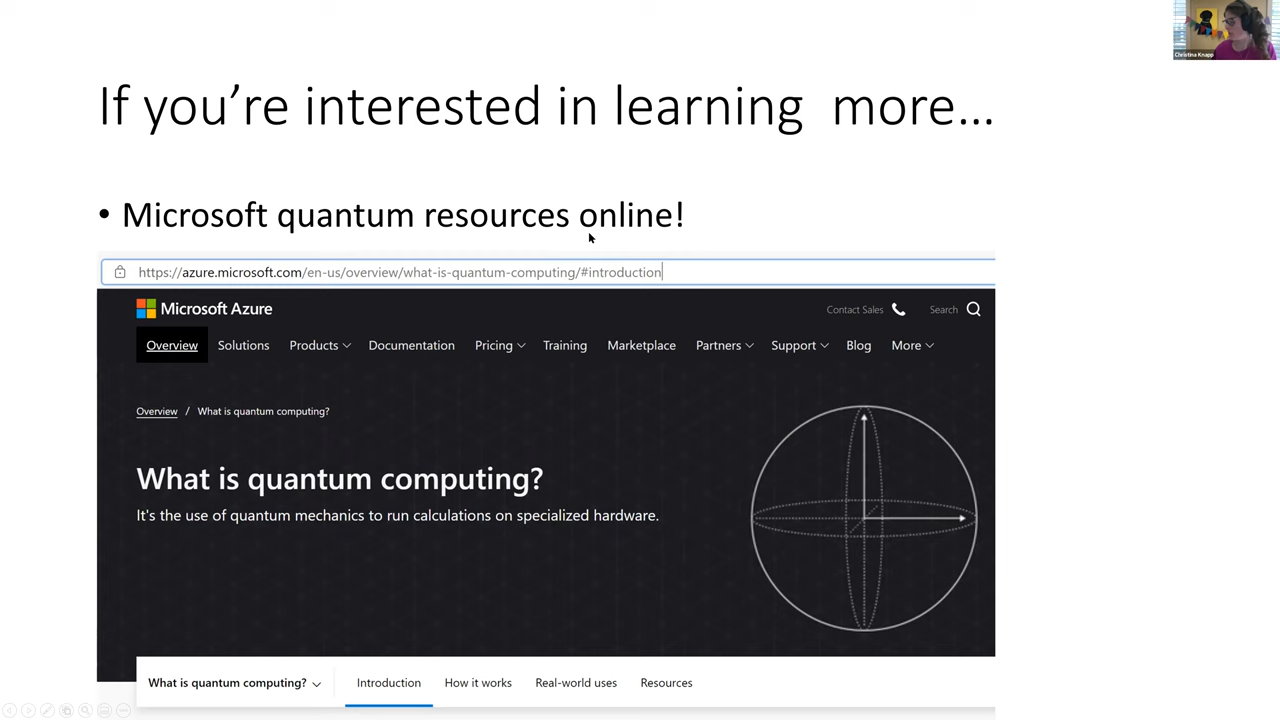 Christina Knapp
If you're interested in learning more...
• Microsoft quantum resources online!
https://azure.microsoft.com/en-us/overview/what-is-quantum-computing/#introduction
Microsoft Azure
Contact Sales
Search
Overview Solutions Products Documentation Pricing Training Marketplace Partners Support Blog More
Overview / What is quantum computing?
What is quantum computing?
It's the use of quantum mechanics to run calculations on specialized hardware.
What is quantum computing? Introduction How it works Real-world uses Resources